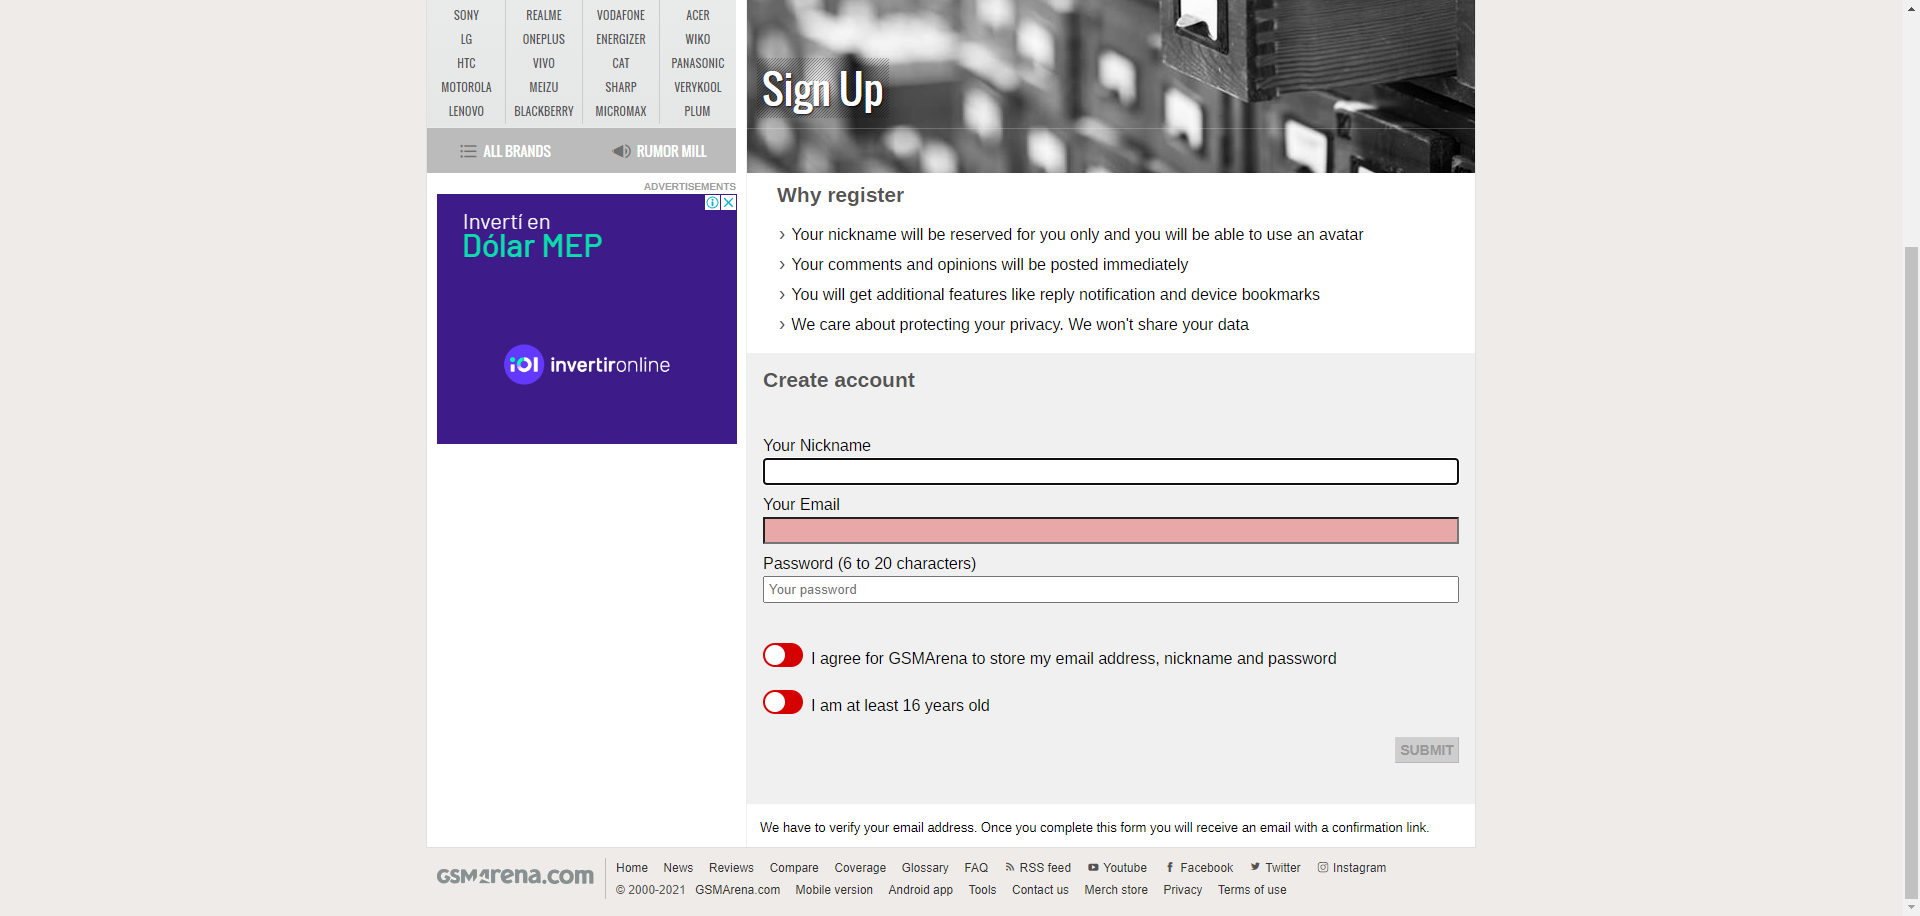 SONY REALME VODAFONE ACER
LG ONEPLUS ENERGIZER WIKO
HTC VIVO CAT PANASONIC
MOTOROLA MEIZU SHARP VERYKOOL
LENOVO BLACKBERRY MICROMAX PLUM
ALL BRANDS RUMOR MILL
ADVERTISEMENTS
Invertí en
Dólar MEP
invertironline
Sign Up
Why register
Your nickname will be reserved for you only and you will be able to use an avatar
Your comments and opinions will be posted immediately
You will get additional features like reply notification and device bookmarks
We care about protecting your privacy. We won't share your data
Create account
Your Nickname
Your Email
Password (6 to 20 characters)
Your password
I agree for GSMArena to store my email address, nickname and password
I am at least 16 years old
SUBMIT
We have to verify your email address. Once you complete this form you will receive an email with a confirmation link.
GSMArena.com
Home News Reviews Compare Coverage Glossary FAQ RSS feed Youtube Facebook Twitter Instagram
© 2000-2021 GSMArena.com Mobile version Android app Tools Contact us Merch store Privacy Terms of use